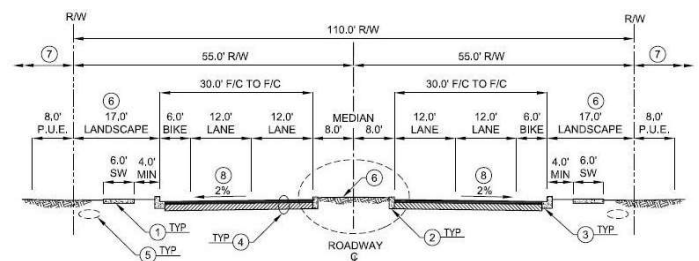 R/W R/W
110.0' R/W
⑦ 55.0' R/W 55.0' R/W ⑦
⑥ 30.0' F/C TO F/C 30.0' F/C TO F/C ⑥
8.0' 17.0' 6.0' 12.0' 12.0' MEDIAN 12.0' 12.0' 6.0' 17.0' 8.0'
P.U.E. LANDSCAPE BIKE LANE LANE 8.0' 8.0' LANE LANE BIKE LANDSCAPE P.U.E.
6.0' 4.0' ⑧ ⑧ 4.0' 6.0'
SW MIN 2% ⑥ 2% MIN SW
① TYP TYP ④ ROADWAY ② TYP ③ TYP
⑤ TYP ℄